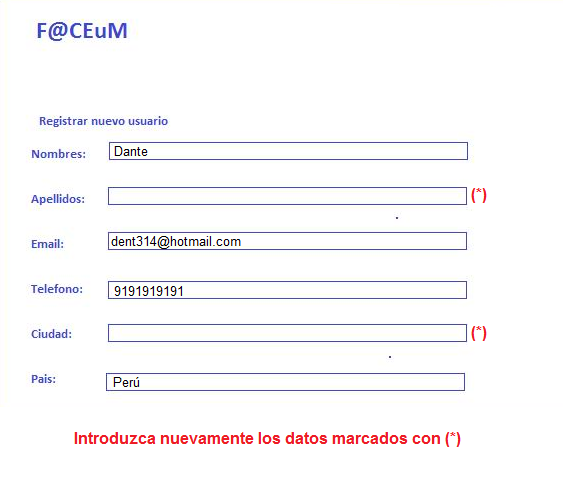 F@CEuM
Registrar nuevo usuario
Nombres: Dante
Apellidos: (*)
Email: dent314@hotmail.com
Telefono: 9191919191
Ciudad: (*)
Pais: Perú
Introduzca nuevamente los datos marcados con (*)